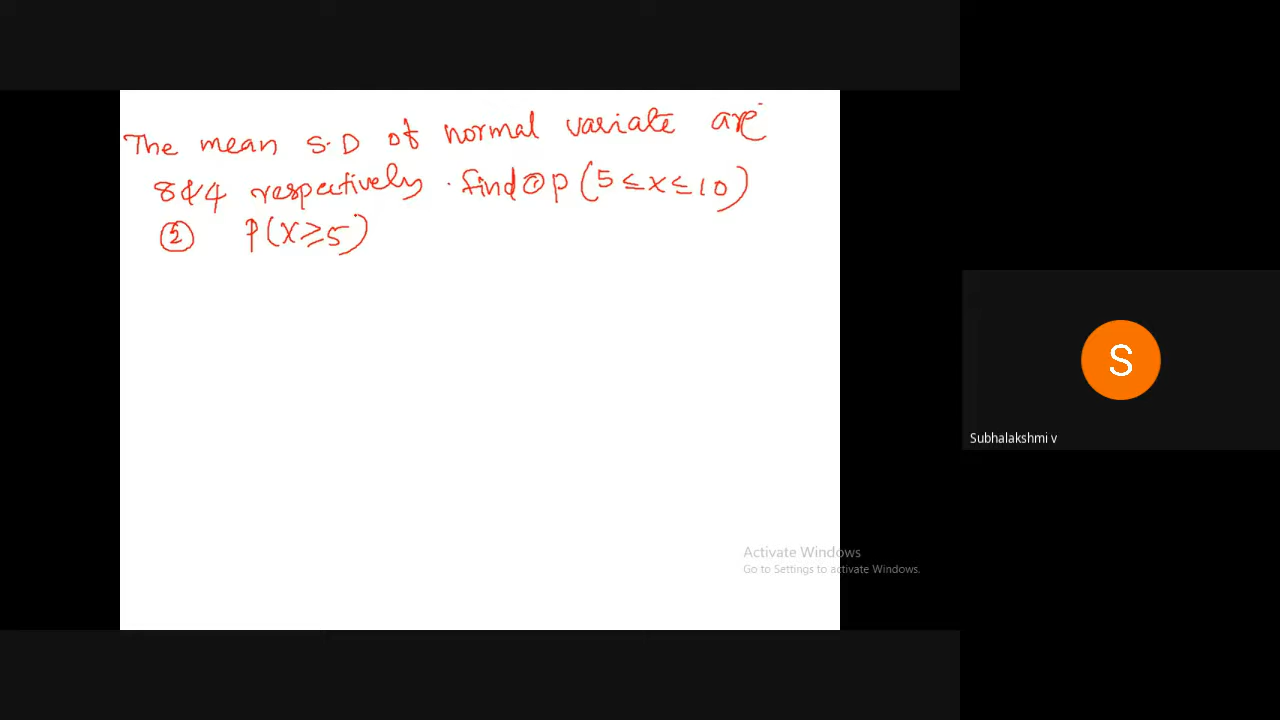 The mean S.D of normal variate are
8 & 4 respectively. find ① P(5≤x≤10)
② P(X≥5)
S
Subhalakshmi v
Activate Windows
Go to Settings to activate Windows.